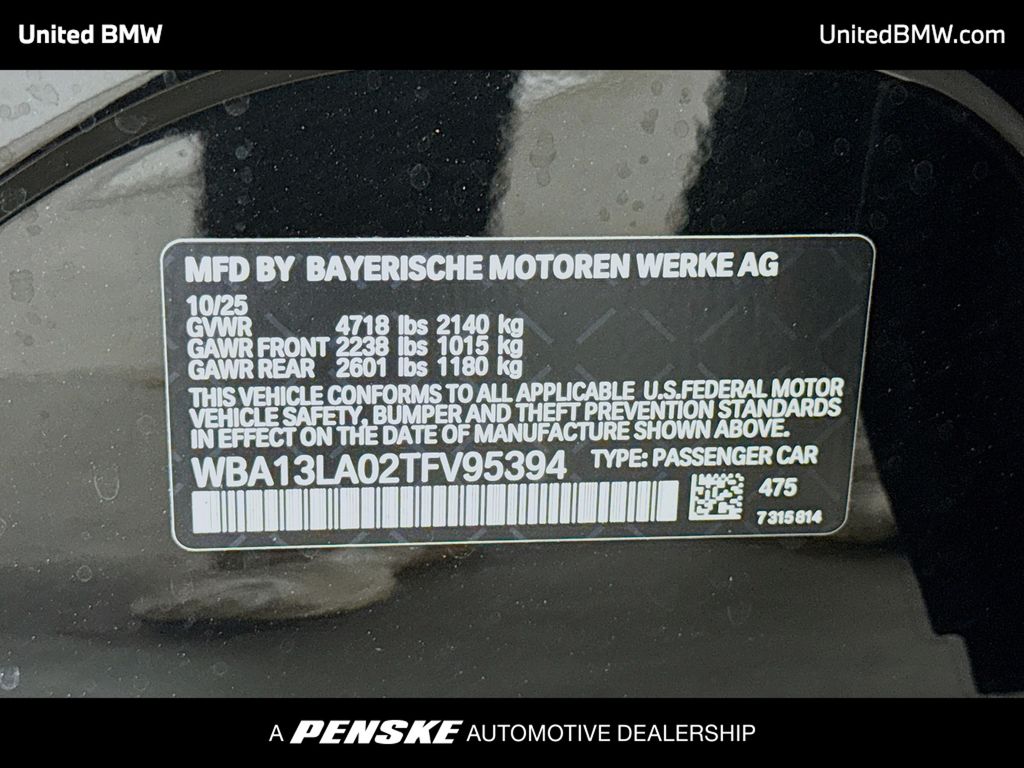 United BMW
UnitedBMW.com
MFD BY BAYERISCHE MOTOREN WERKE AG
10/25
GVWR 4718 lbs 2140 kg
GAWR FRONT 2238 lbs 1015 kg
GAWR REAR 2601 lbs 1180 kg
THIS VEHICLE CONFORMS TO ALL APPLICABLE U.S.FEDERAL MOTOR
VEHICLE SAFETY, BUMPER AND THEFT PREVENTION STANDARDS
IN EFFECT ON THE DATE OF MANUFACTURE SHOWN ABOVE.
WBA13LA02TFV95394 TYPE: PASSENGER CAR
475
7315814
A PENSKE AUTOMOTIVE DEALERSHIP